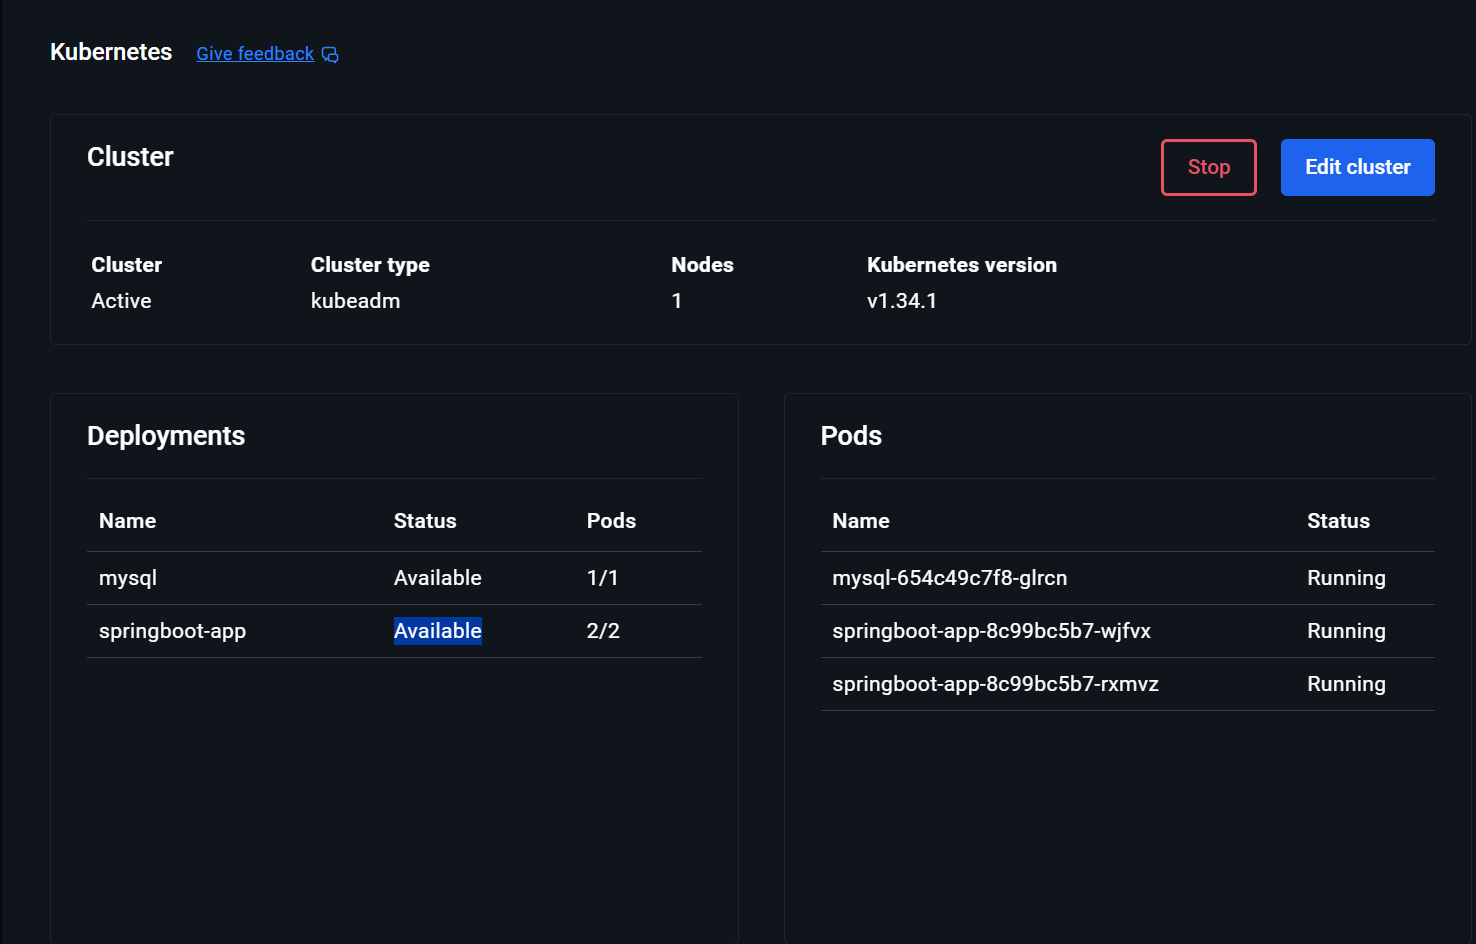 Kubernetes Give feedback
Cluster
Stop Edit cluster
Cluster Cluster type Nodes Kubernetes version
Active kubeadm 1 v1.34.1
Deployments
Name Status Pods
mysql Available 1/1
springboot-app Available 2/2
Pods
Name Status
mysql-654c49c7f8-glrcn Running
springboot-app-8c99bc5b7-wjfvx Running
springboot-app-8c99bc5b7-rxmvz Running